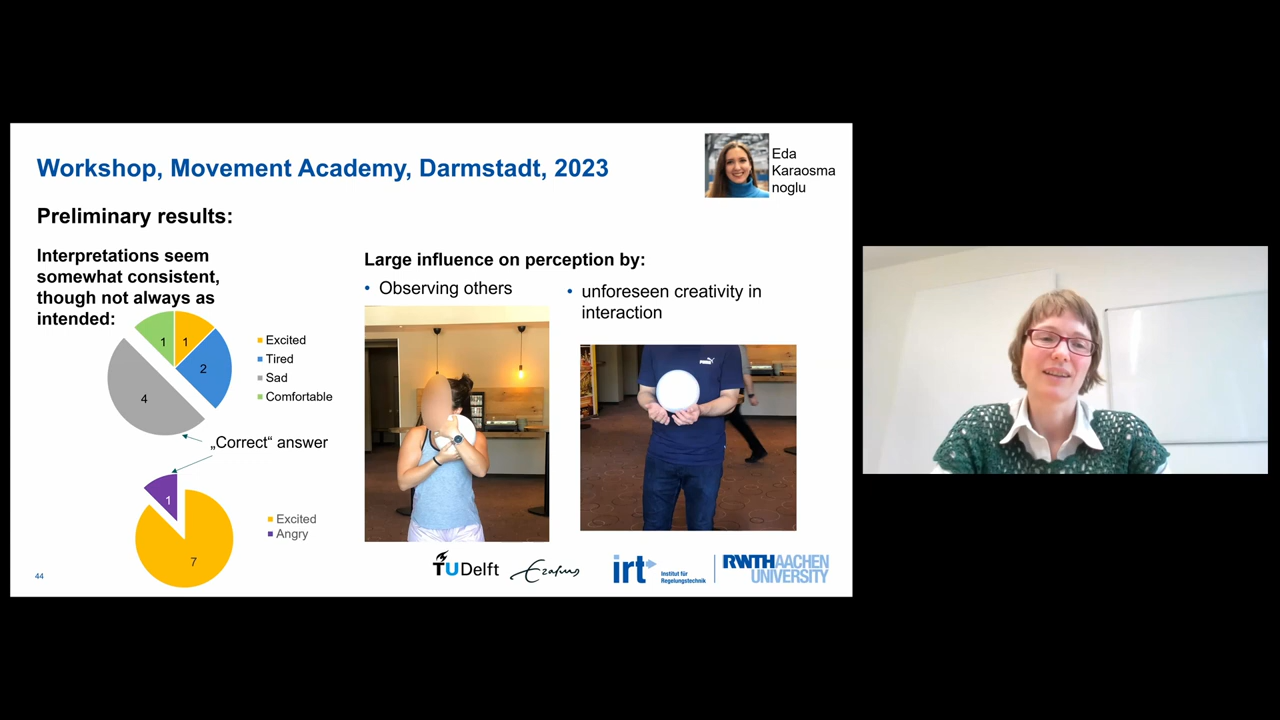 Workshop, Movement Academy, Darmstadt, 2023
Eda
Karaosma
noglu
Preliminary results:
Interpretations seem
somewhat consistent,
though not always as
intended:
1
1
2
4
Excited
Tired
Sad
Comfortable
„Correct“ answer
1
7
Excited
Angry
Large influence on perception by:
• Observing others
• unforeseen creativity in
interaction
PUMA
44
TUDelft
Erasmus
irt
Institut für
Regelungstechnik
RWTHAACHEN
UNIVERSITY